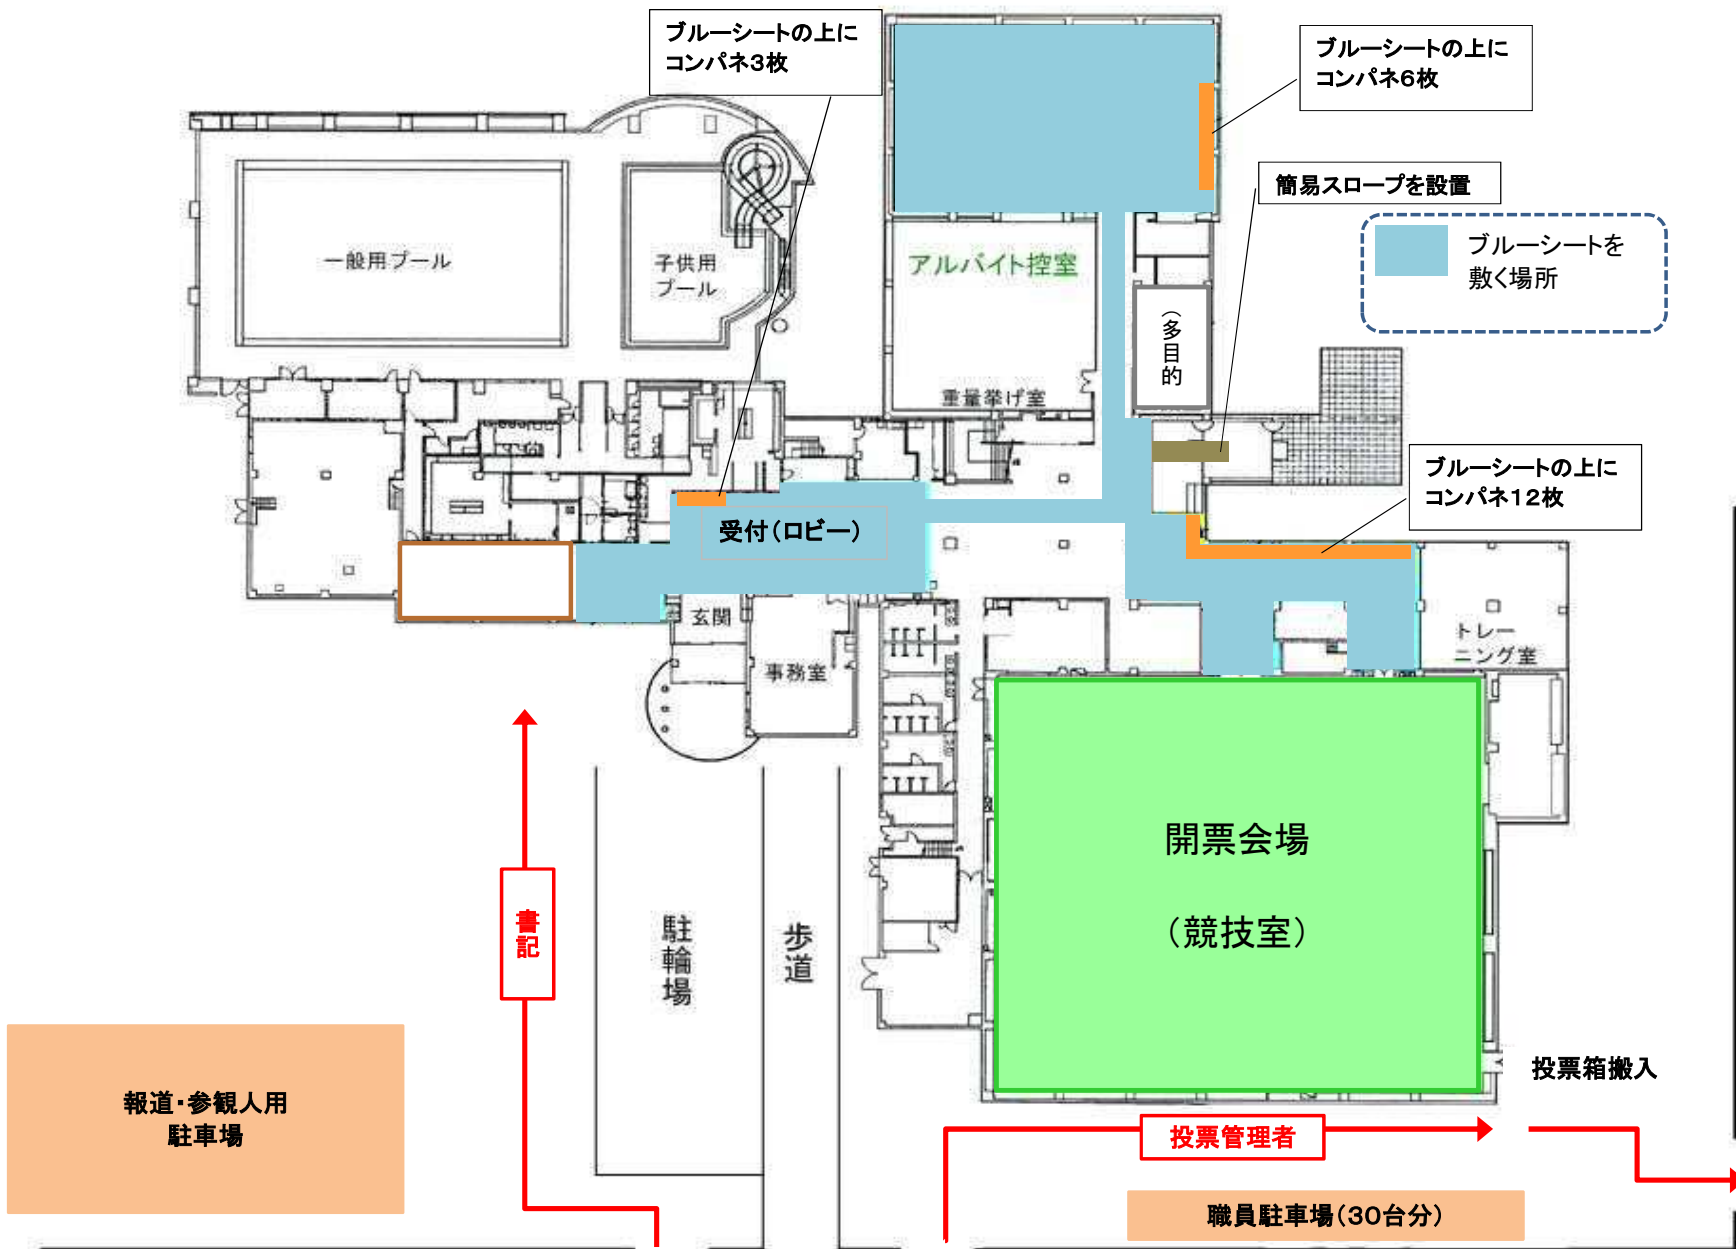 ブルーシートの上に
コンパネ3枚
ブルーシートの上に
コンパネ6枚
簡易スロープを設置
ブルーシートを
敷く場所
一般用プール
子供用
プール
アルバイト控室
（多目的
重量挙げ室
ブルーシートの上に
コンパネ12枚
受付（ロビー）
玄関
事務室
トレー
ニング室
開票会場
（競技室）
書記
駐輪場
歩道
報道・参観人用
駐車場
投票箱搬入
投票管理者
職員駐車場（30台分）